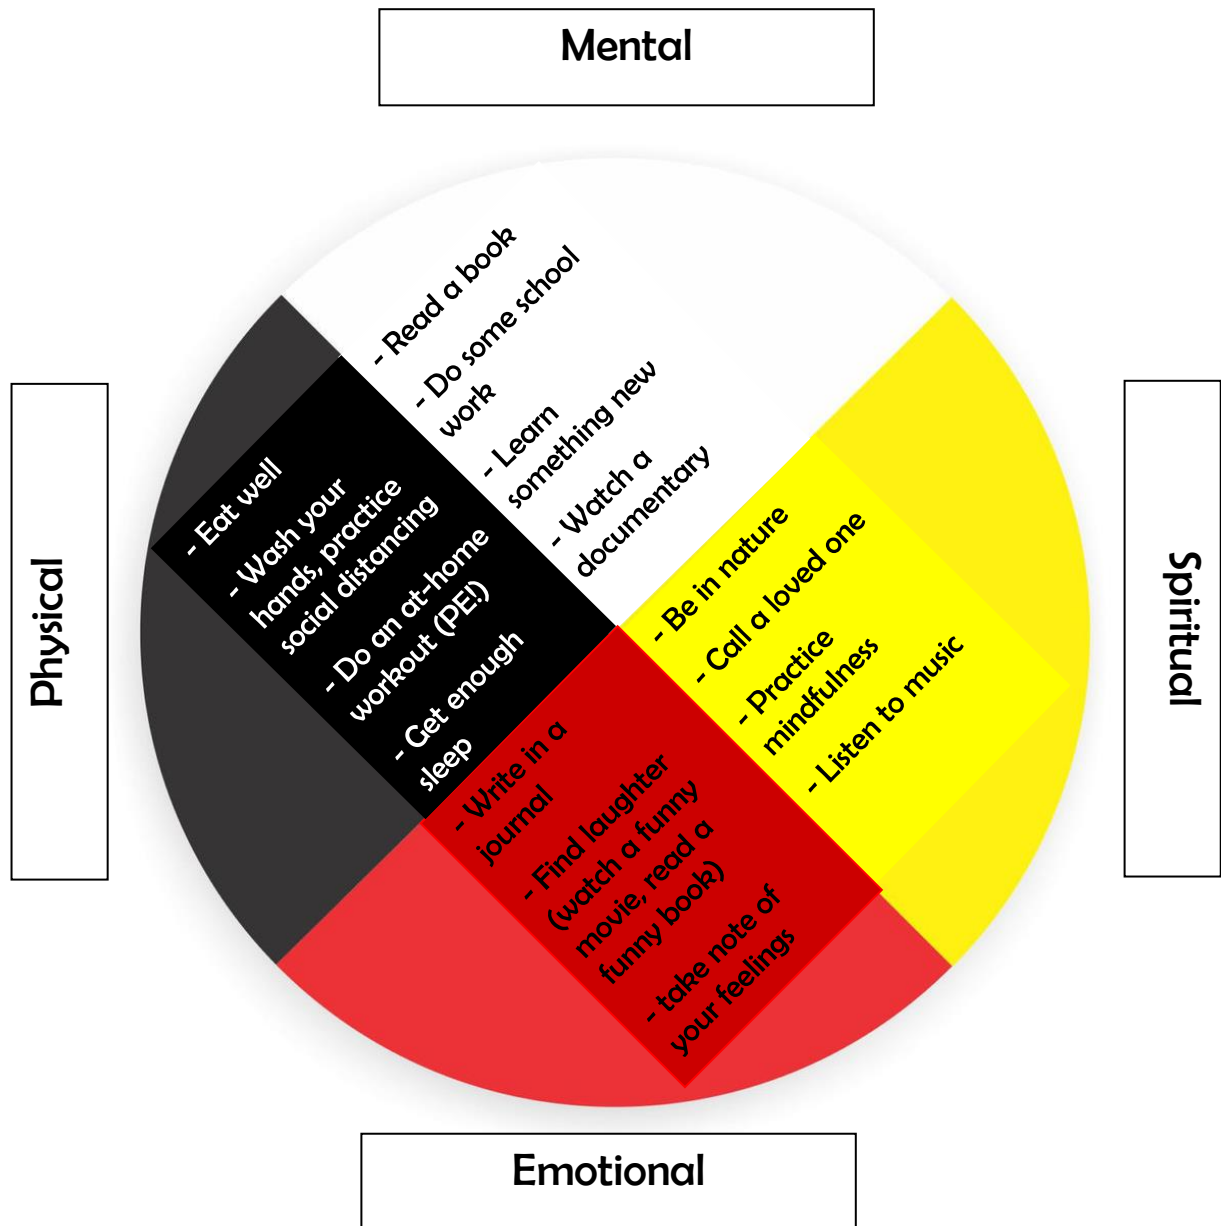 Mental
- Read a book
- Do some school
work
- Learn
something new
- Watch a
documentary
Physical
- Eat well
- Wash your
hands, practice
social distancing
- Do an at-home
workout (PE!)
- Get enough
sleep
- Be in nature
- Call a loved one
- Practice
mindfulness
- Listen to music
Spiritual
- Write in a
journal
- Find laughter
(watch a funny
movie, read a
funny book)
- take note of
your feelings
Emotional